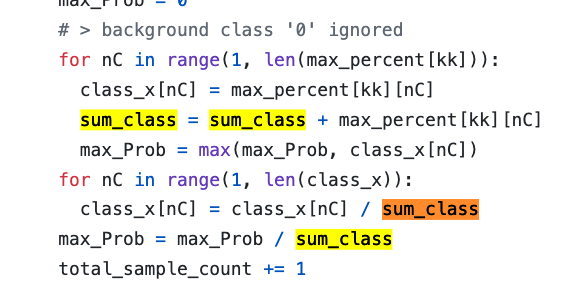 max_Prob = 0
# > background class '0' ignored
for nC in range(1, len(max_percent[kk])):
class_x[nC] = max_percent[kk][nC]
sum_class = sum_class + max_percent[kk][nC]
max_Prob = max(max_Prob, class_x[nC])
for nC in range(1, len(class_x)):
class_x[nC] = class_x[nC] / sum_class
max_Prob = max_Prob / sum_class
total_sample_count += 1